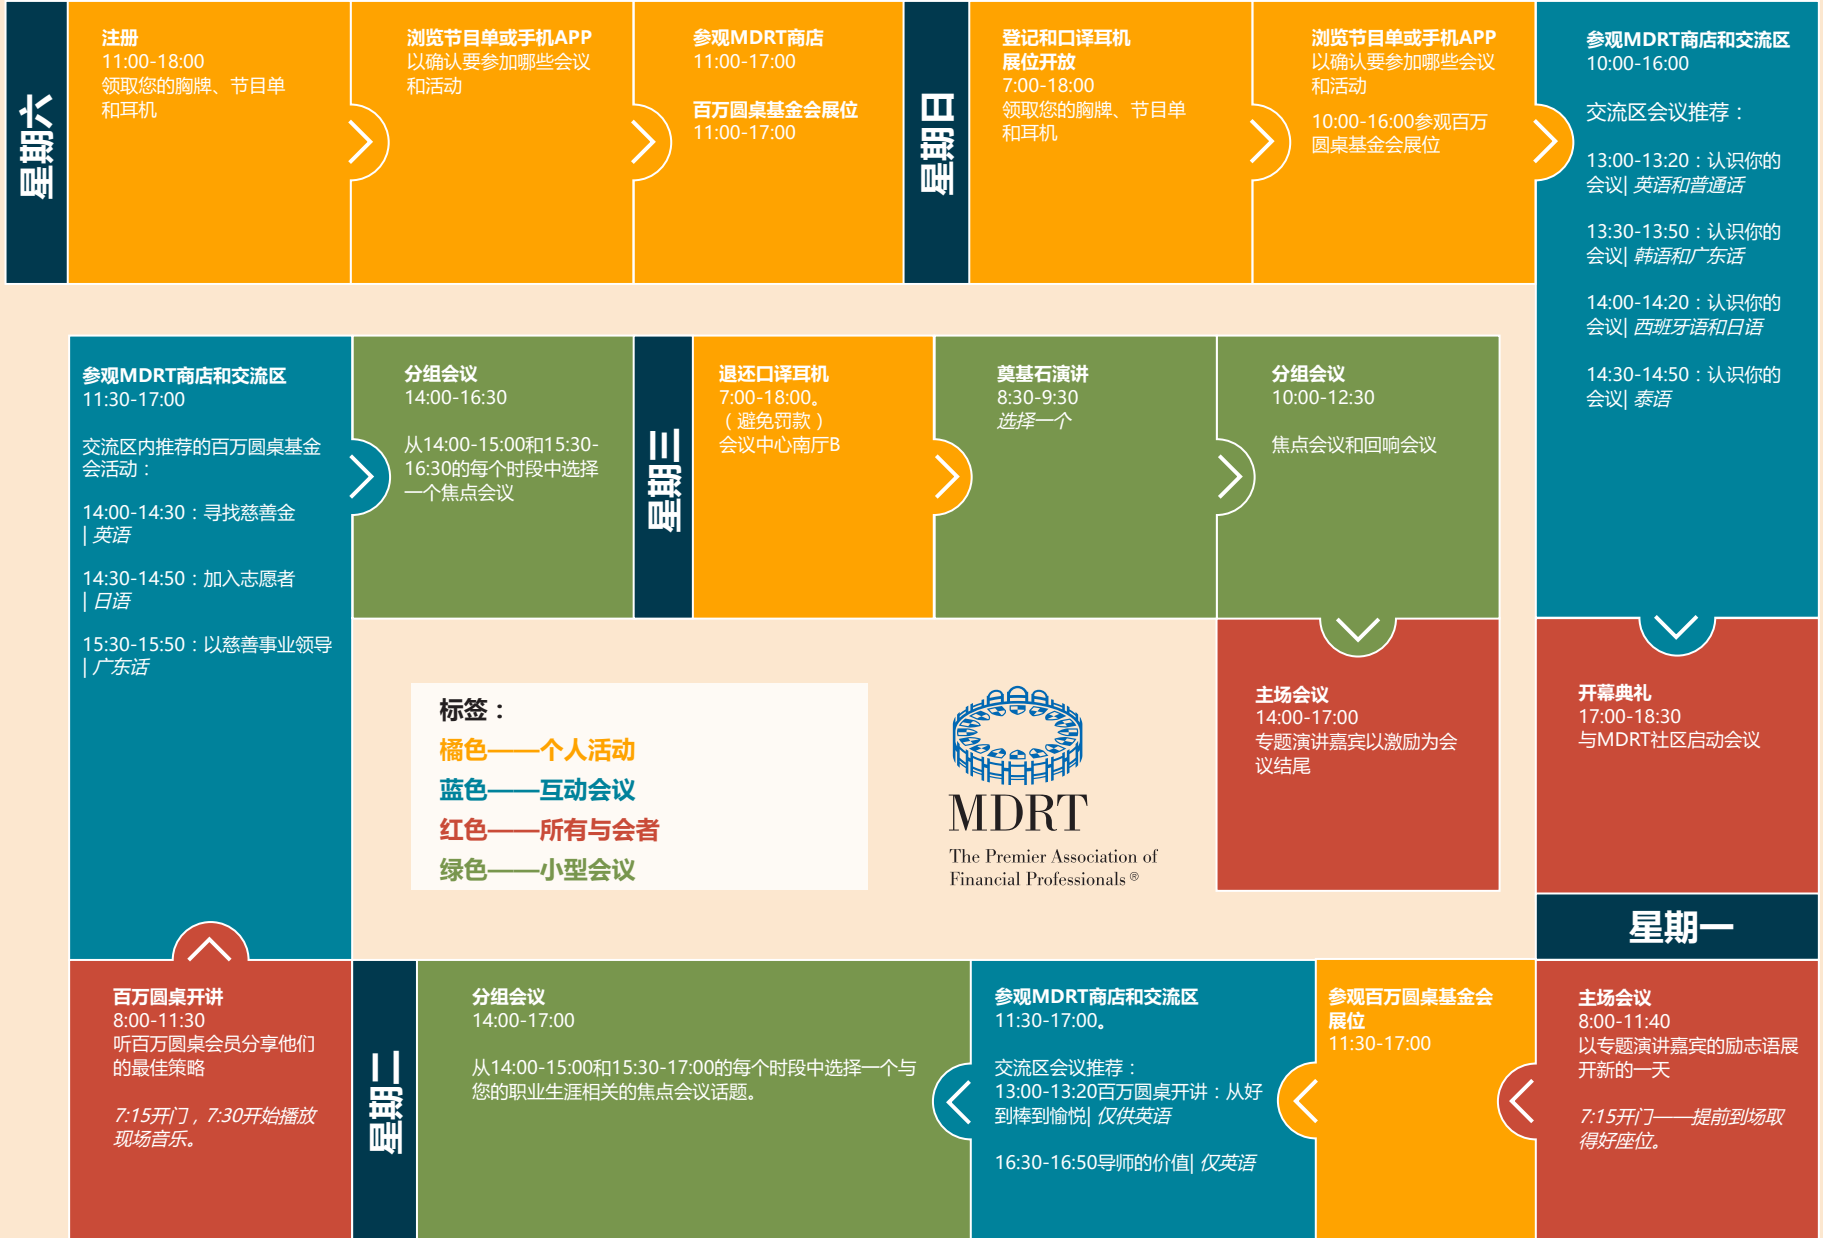 星期六
注册
11:00-18:00
领取您的胸牌、节目单
和耳机
浏览节目单或手机APP
以确认要参加哪些会议
和活动
参观MDRT商店
11:00-17:00
百万圆桌基金会展位
11:00-17:00
星期日
登记和口译耳机
展位开放
7:00-18:00
领取您的胸牌、节目单
和耳机
浏览节目单或手机APP
以确认要参加哪些会议
和活动
10:00-16:00参观百万
圆桌基金会展位
参观MDRT商店和交流区
10:00-16:00
交流区会议推荐：
13:00-13:20：认识你的
会议| 英语和普通话
13:30-13:50：认识你的
会议| 韩语和广东话
14:00-14:20：认识你的
会议| 西班牙语和日语
14:30-14:50：认识你的
会议| 泰语
开幕典礼
17:00-18:30
与MDRT社区启动会议
星期一
主场会议
8:00-11:40
以专题演讲嘉宾的励志语展
开新的一天
7:15开门——提前到场取
得好座位。
参观百万圆桌基金会
展位
11:30-17:00
参观MDRT商店和交流区
11:30-17:00。
交流区会议推荐：
13:00-13:20百万圆桌开讲：从好
到棒到愉悦| 仅供英语
16:30-16:50导师的价值| 仅英语
分组会议
14:00-17:00
从14:00-15:00和15:30-17:00的每个时段中选择一个与
您的职业生涯相关的焦点会议话题。
星期二
百万圆桌开讲
8:00-11:30
听百万圆桌会员分享他们
的最佳策略
7:15开门，7:30开始播放
现场音乐。
参观MDRT商店和交流区
11:30-17:00
交流区内推荐的百万圆桌基金
会活动：
14:00-14:30：寻找慈善金
| 英语
14:30-14:50：加入志愿者
| 日语
15:30-15:50：以慈善事业领导
| 广东话
分组会议
14:00-16:30
从14:00-15:00和15:30-
16:30的每个时段中选择
一个焦点会议
星期三
退还口译耳机
7:00-18:00。
（避免罚款）
会议中心南厅B
奠基石演讲
8:30-9:30
选择一个
分组会议
10:00-12:30
焦点会议和回响会议
主场会议
14:00-17:00
专题演讲嘉宾以激励为会
议结尾
标签：
橘色——个人活动
蓝色——互动会议
红色——所有与会者
绿色——小型会议
MDRT
The Premier Association of
Financial Professionals ®